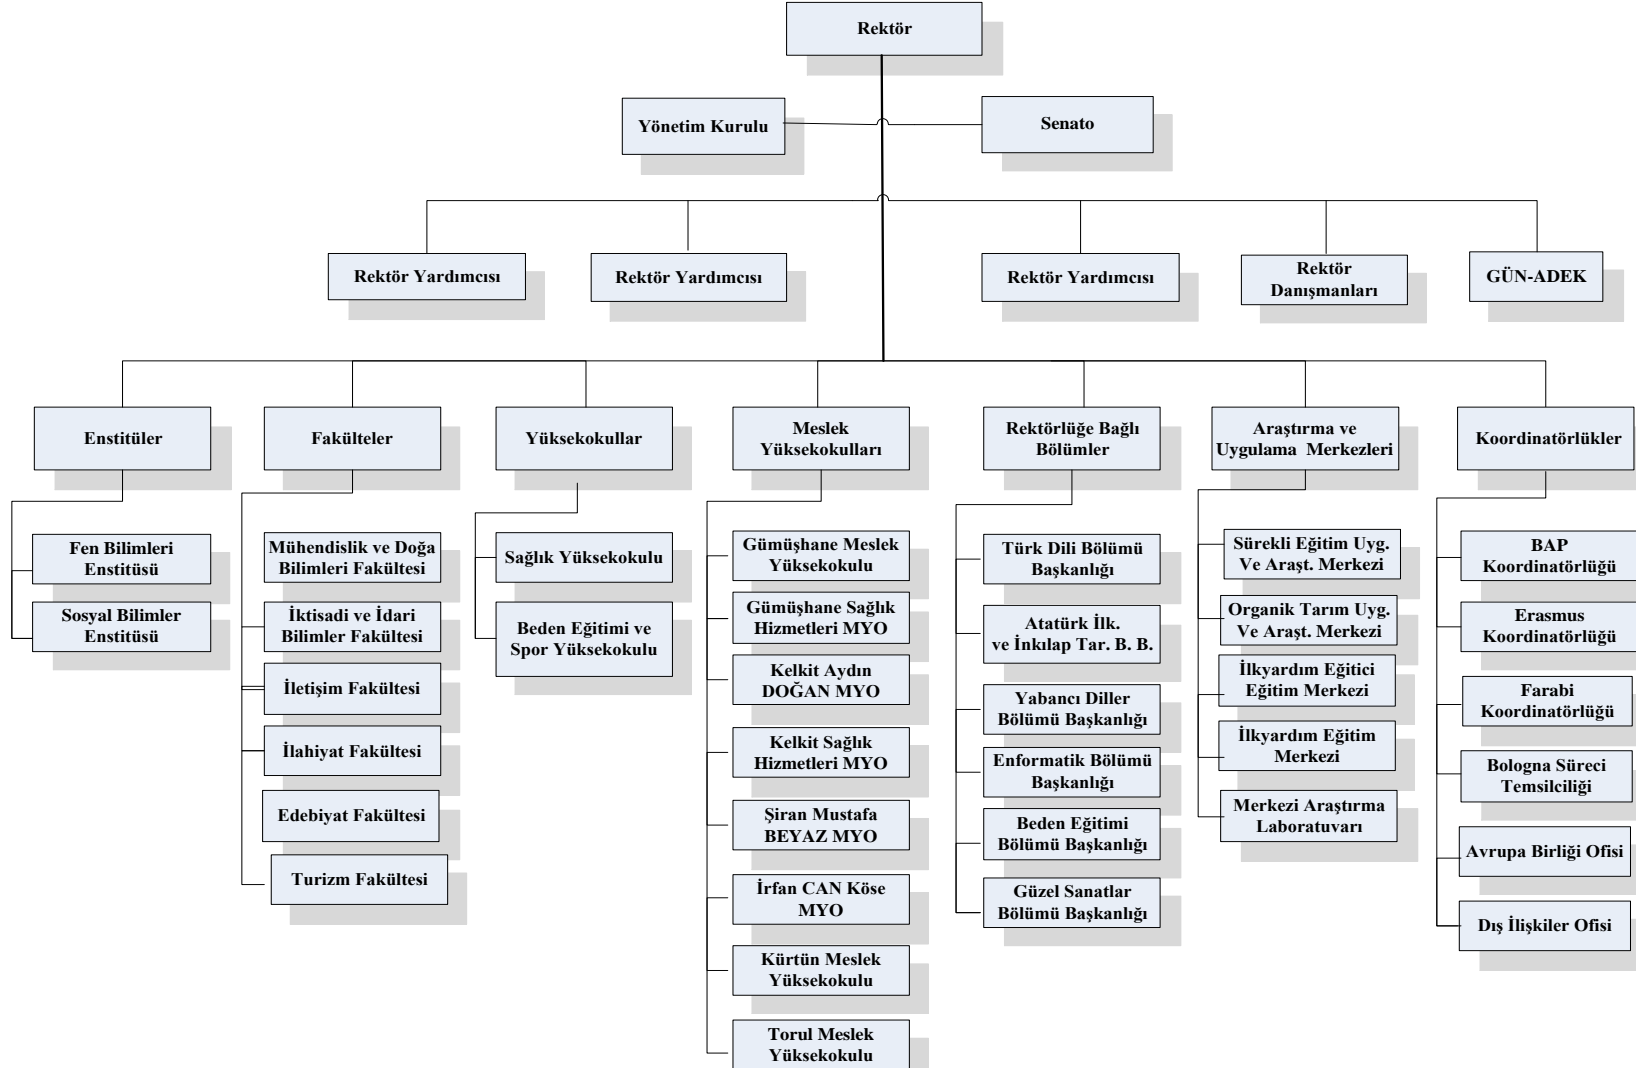 Rektör
Yönetim Kurulu
Senato
Rektör Yardımcısı
Rektör Yardımcısı
Rektör Yardımcısı
Rektör
Danışmanları
GÜN-ADEK
Enstitüler
Fakülteler
Yüksekokullar
Meslek
Yüksekokulları
Rektörlüğe Bağlı
Bölümler
Araştırma ve
Uygulama Merkezleri
Koordinatörlükler
Fen Bilimleri
Enstitüsü
Sosyal Bilimler
Enstitüsü
Mühendislik ve Doğa
Bilimleri Fakültesi
İktisadi ve İdari
Bilimler Fakültesi
İletişim Fakültesi
İlahiyat Fakültesi
Edebiyat Fakültesi
Turizm Fakültesi
Sağlık Yüksekokulu
Beden Eğitimi ve
Spor Yüksekokulu
Gümüşhane Meslek
Yüksekokulu
Gümüşhane Sağlık
Hizmetleri MYO
Kelkit Aydın
DOĞAN MYO
Kelkit Sağlık
Hizmetleri MYO
Şiran Mustafa
BEYAZ MYO
İrfan CAN Köse
MYO
Kürtün Meslek
Yüksekokulu
Torul Meslek
Yüksekokulu
Türk Dili Bölümü
Başkanlığı
Atatürk İlk.
ve İnkılap Tar. B. B.
Yabancı Diller
Bölümü Başkanlığı
Enformatik Bölümü
Başkanlığı
Beden Eğitimi
Bölümü Başkanlığı
Güzel Sanatlar
Bölümü Başkanlığı
Sürekli Eğitim Uyg.
Ve Araşt. Merkezi
Organik Tarım Uyg.
Ve Araşt. Merkezi
İlkyardım Eğitici
Eğitim Merkezi
İlkyardım Eğitim
Merkezi
Merkezi Araştırma
Laboratuvarı
BAP
Koordinatörlüğü
Erasmus
Koordinatörlüğü
Farabi
Koordinatörlüğü
Bologna Süreci
Temsilciliği
Avrupa Birliği Ofisi
Dış İlişkiler Ofisi